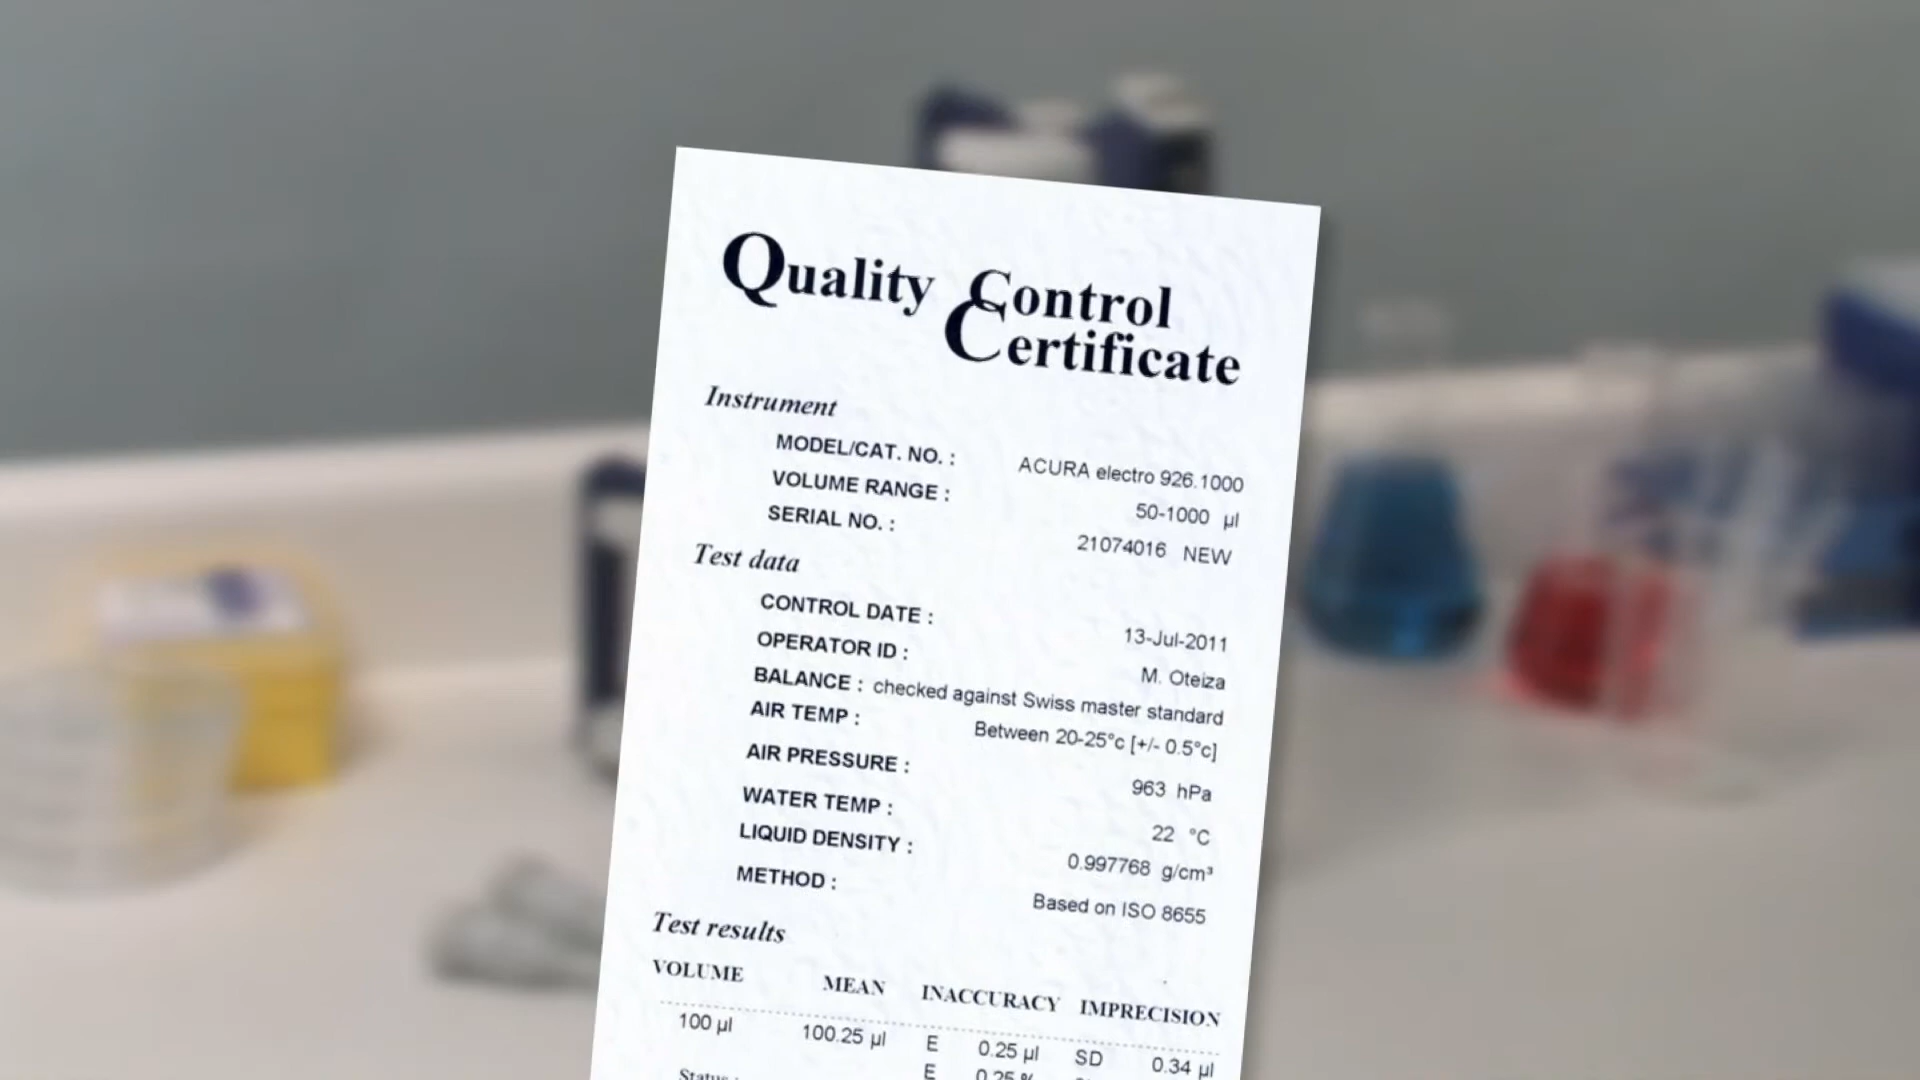 Quality Control
Certificate
Instrument
MODEL/CAT. NO. : ACURA electro 926.1000
VOLUME RANGE : 50-1000 µl
SERIAL NO. : 21074016 NEW
Test data
CONTROL DATE : 13-Jul-2011
OPERATOR ID : M. Oteiza
BALANCE : checked against Swiss master standard
AIR TEMP : Between 20-25°c [+/- 0.5°c]
AIR PRESSURE : 963 hPa
WATER TEMP : 22 °C
LIQUID DENSITY : 0.997768 g/cm³
METHOD : Based on ISO 8655
Test results
VOLUME MEAN INACCURACY IMPRECISION
100 µl 100.25 µl E 0.25 µl SD 0.34 µl
Status : E 0.25 %